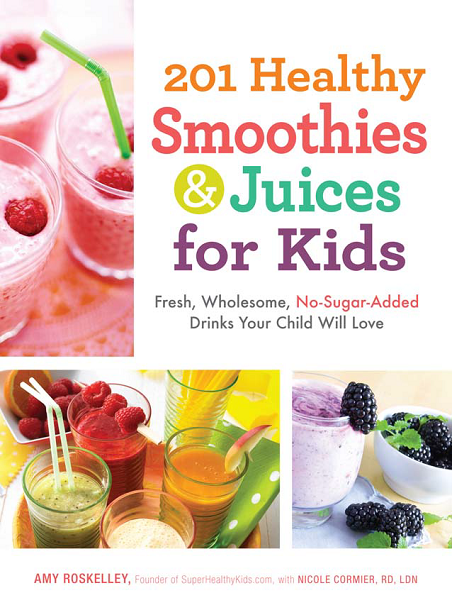 201 Healthy
Smoothies
& Juices
for Kids
Fresh, Wholesome, No-Sugar-Added
Drinks Your Child Will Love
AMY ROSKELLEY, Founder of SuperHealthyKids.com, with NICOLE CORMIER, RD, LDN